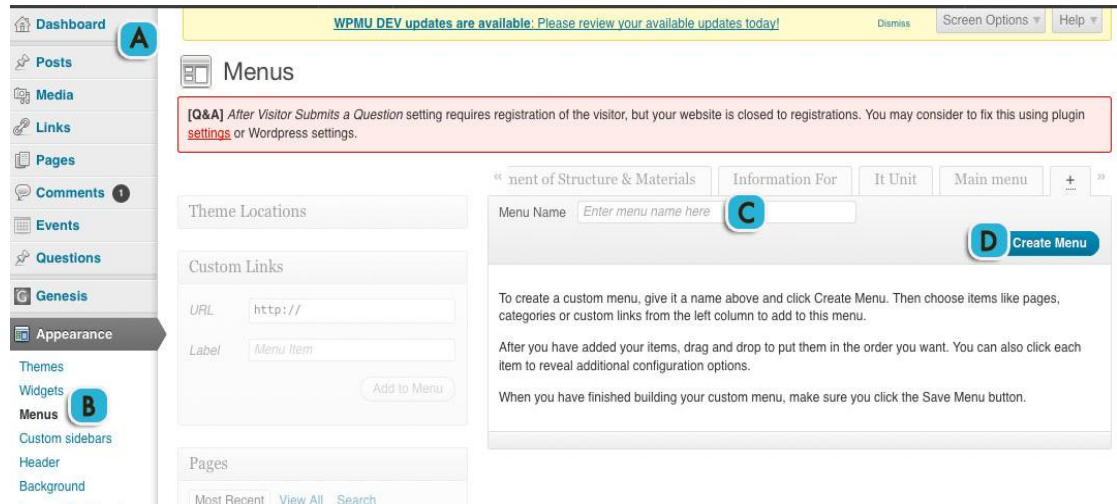 Dashboard
A
Posts
Media
Links
Pages
Comments 1
Events
Questions
Genesis
Appearance
Themes
Widgets
Menus
B
Custom sidebars
Header
Background
WPMU DEV updates are available: Please review your available updates today!
Dismiss
Screen Options
Help
Menus
[Q&A] After Visitor Submits a Question setting requires registration of the visitor, but your website is closed to registrations. You may consider to fix this using plugin
settings or Wordpress settings.
Theme Locations
Custom Links
URL http://
Label Menu Item
Add to Menu
Pages
Most Recent View All Search
« nent of Structure & Materials Information For It Unit Main menu + »
Menu Name Enter menu name here C
D Create Menu
To create a custom menu, give it a name above and click Create Menu. Then choose items like pages,
categories or custom links from the left column to add to this menu.
After you have added your items, drag and drop to put them in the order you want. You can also click each
item to reveal additional configuration options.
When you have finished building your custom menu, make sure you click the Save Menu button.